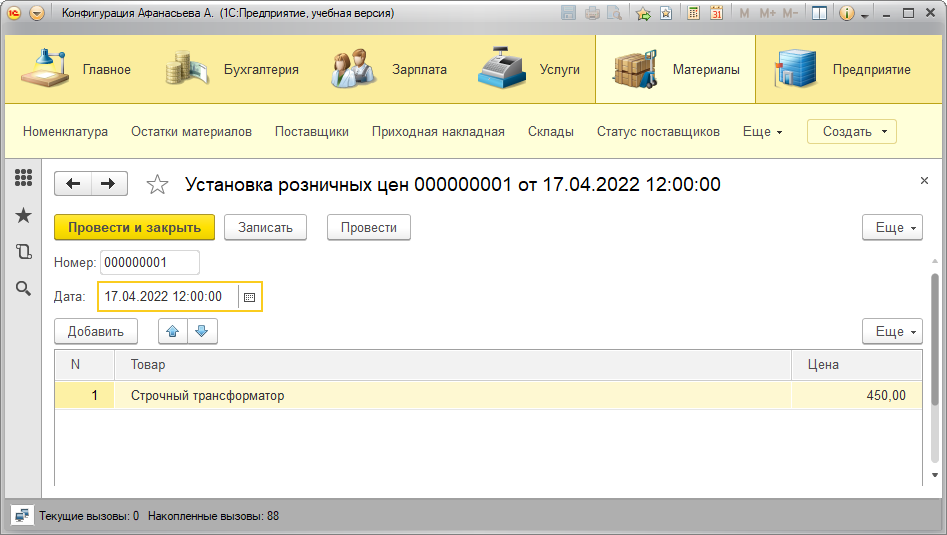 Конфигурация Афанасьева А. (1С:Предприятие, учебная версия) M M+ M-
Главное Бухгалтерия Зарплата Услуги Материалы Предприятие
Номенклатура Остатки материалов Поставщики Приходная накладная Склады Статус поставщиков Еще Создать
Установка розничных цен 000000001 от 17.04.2022 12:00:00
Провести и закрыть Записать Провести Еще
Номер: 000000001
Дата: 17.04.2022 12:00:00
Добавить Еще
N Товар Цена
1 Строчный трансформатор 450,00
Текущие вызовы: 0 Накопленные вызовы: 88